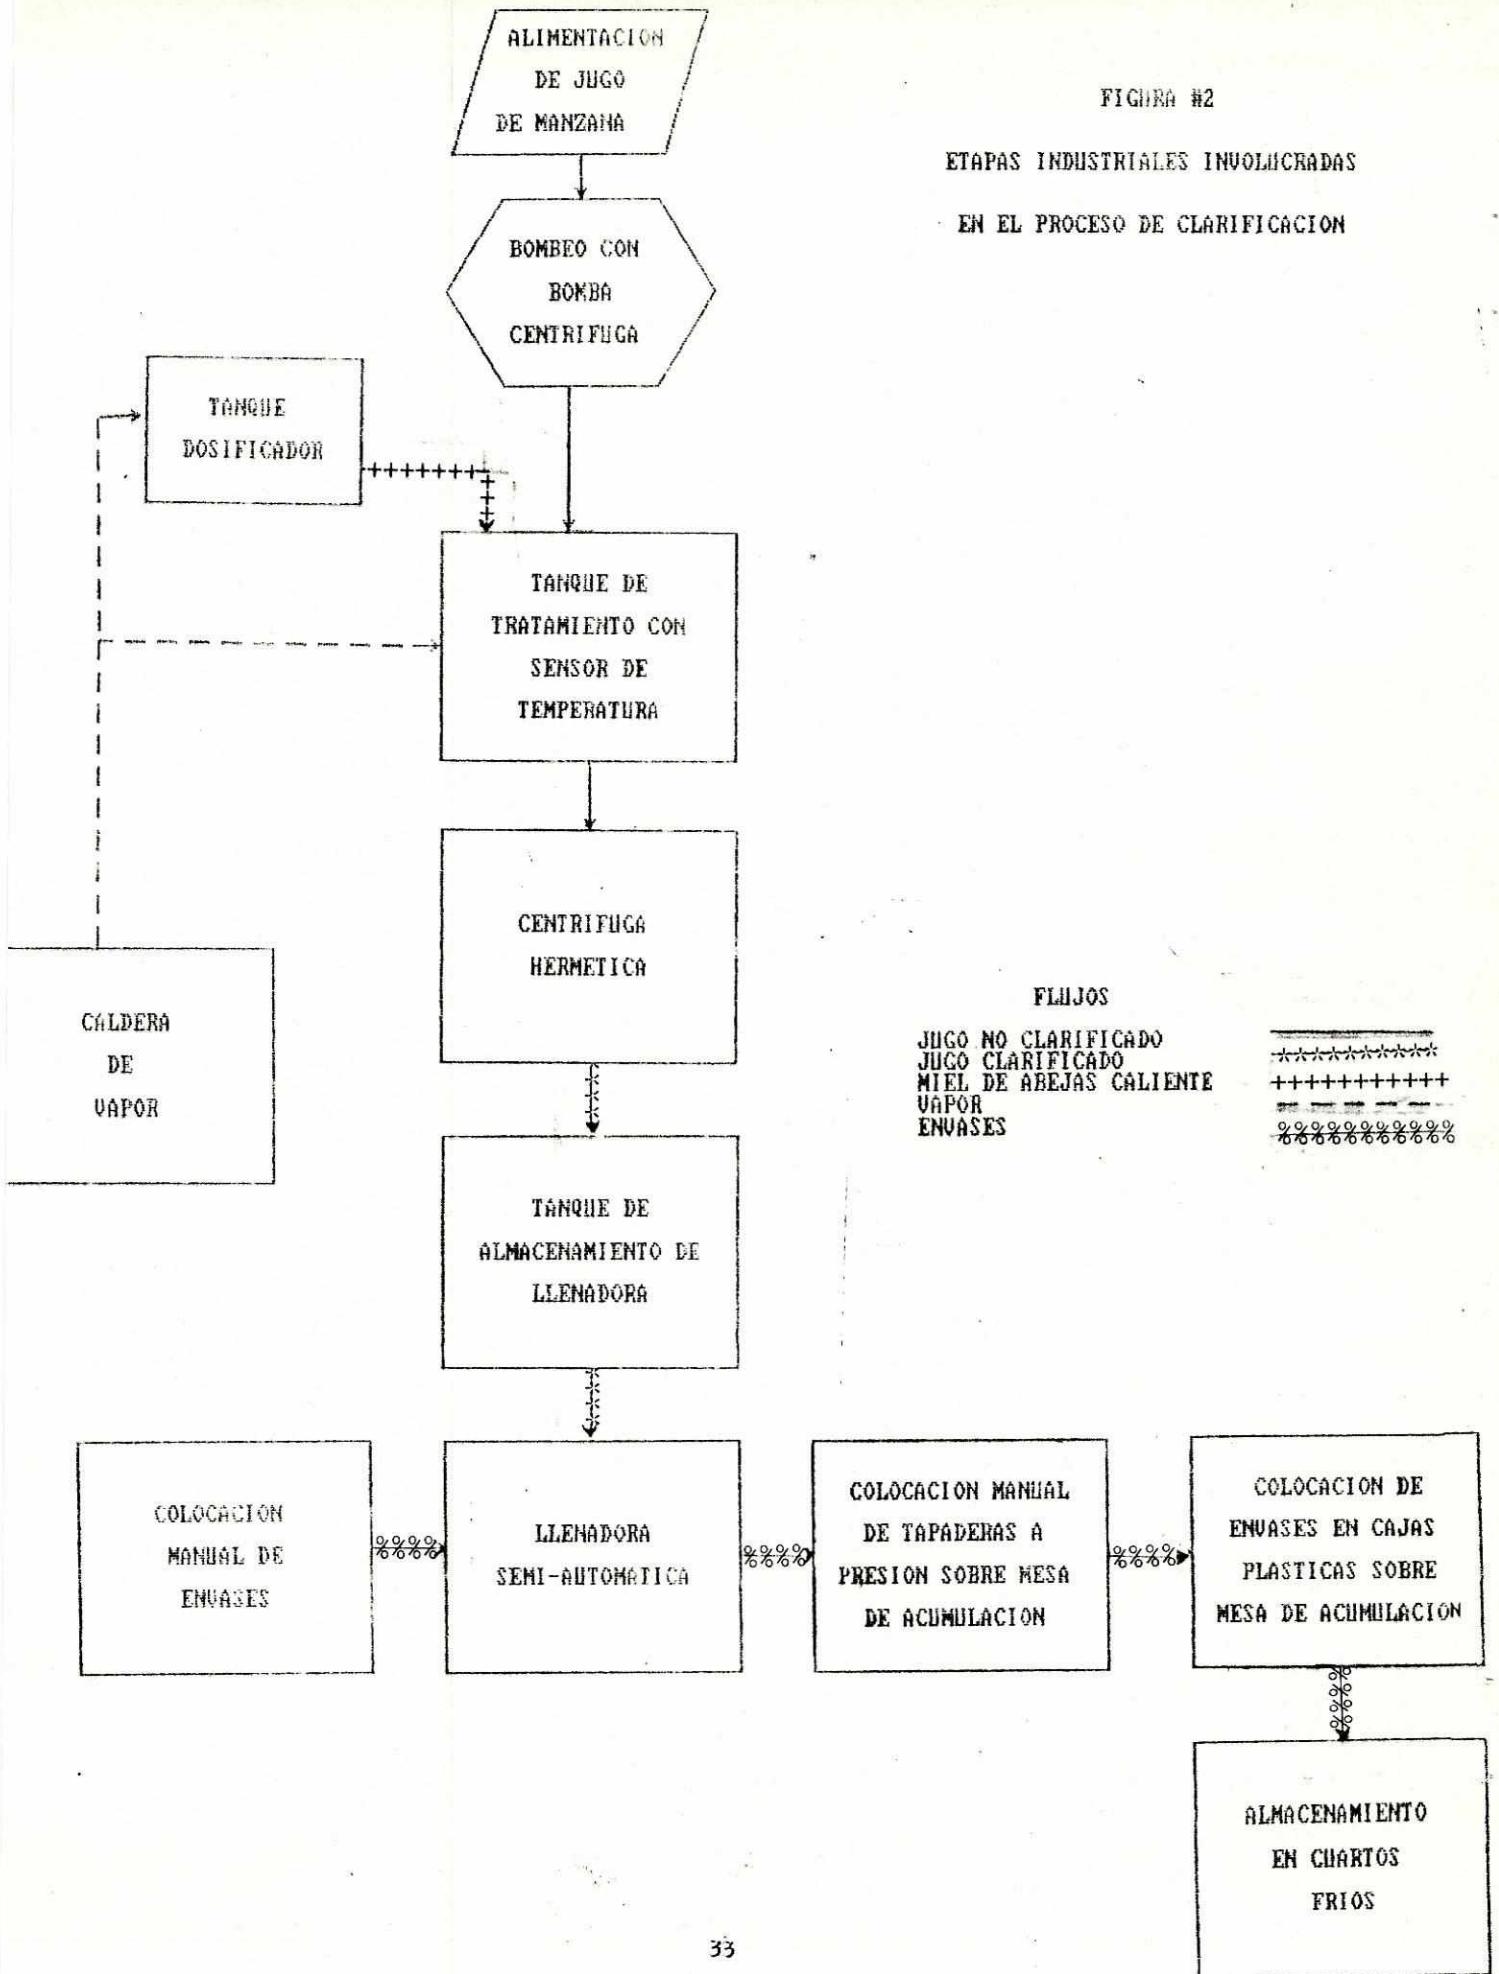 ALIMENTACION
DE JUGO
DE MANZANA
FIGURA #2
ETAPAS INDUSTRIALES INVOLUCRADAS
EN EL PROCESO DE CLARIFICACION
BOMBEO CON
BOMBA
CENTRIFUGA
TANQUE
DOSIFICADOR
+++++++
TANQUE DE
TRATAMIENTO CON
SENSOR DE
TEMPERATURA
CENTRIFUGA
HERMETICA
CALDERA
DE
VAPOR
FLUJOS
JUGO NO CLARIFICADO
JUGO CLARIFICADO
MIEL DE ABEJAS CALIENTE +++++++++++
VAPOR
ENVASES %%%%%%%%%%%
TANQUE DE
ALMACENAMIENTO DE
LLENADORA
COLOCACION
MANUAL DE
ENVASES
%%%%
LLENADORA
SEMI-AUTOMATICA
%%%%
COLOCACION MANUAL
DE TAPADERAS A
PRESION SOBRE MESA
DE ACUMULACION
%%%%
COLOCACION DE
ENVASES EN CAJAS
PLASTICAS SOBRE
MESA DE ACUMULACION
%%%%
ALMACENAMIENTO
EN CUARTOS
FRIOS
33